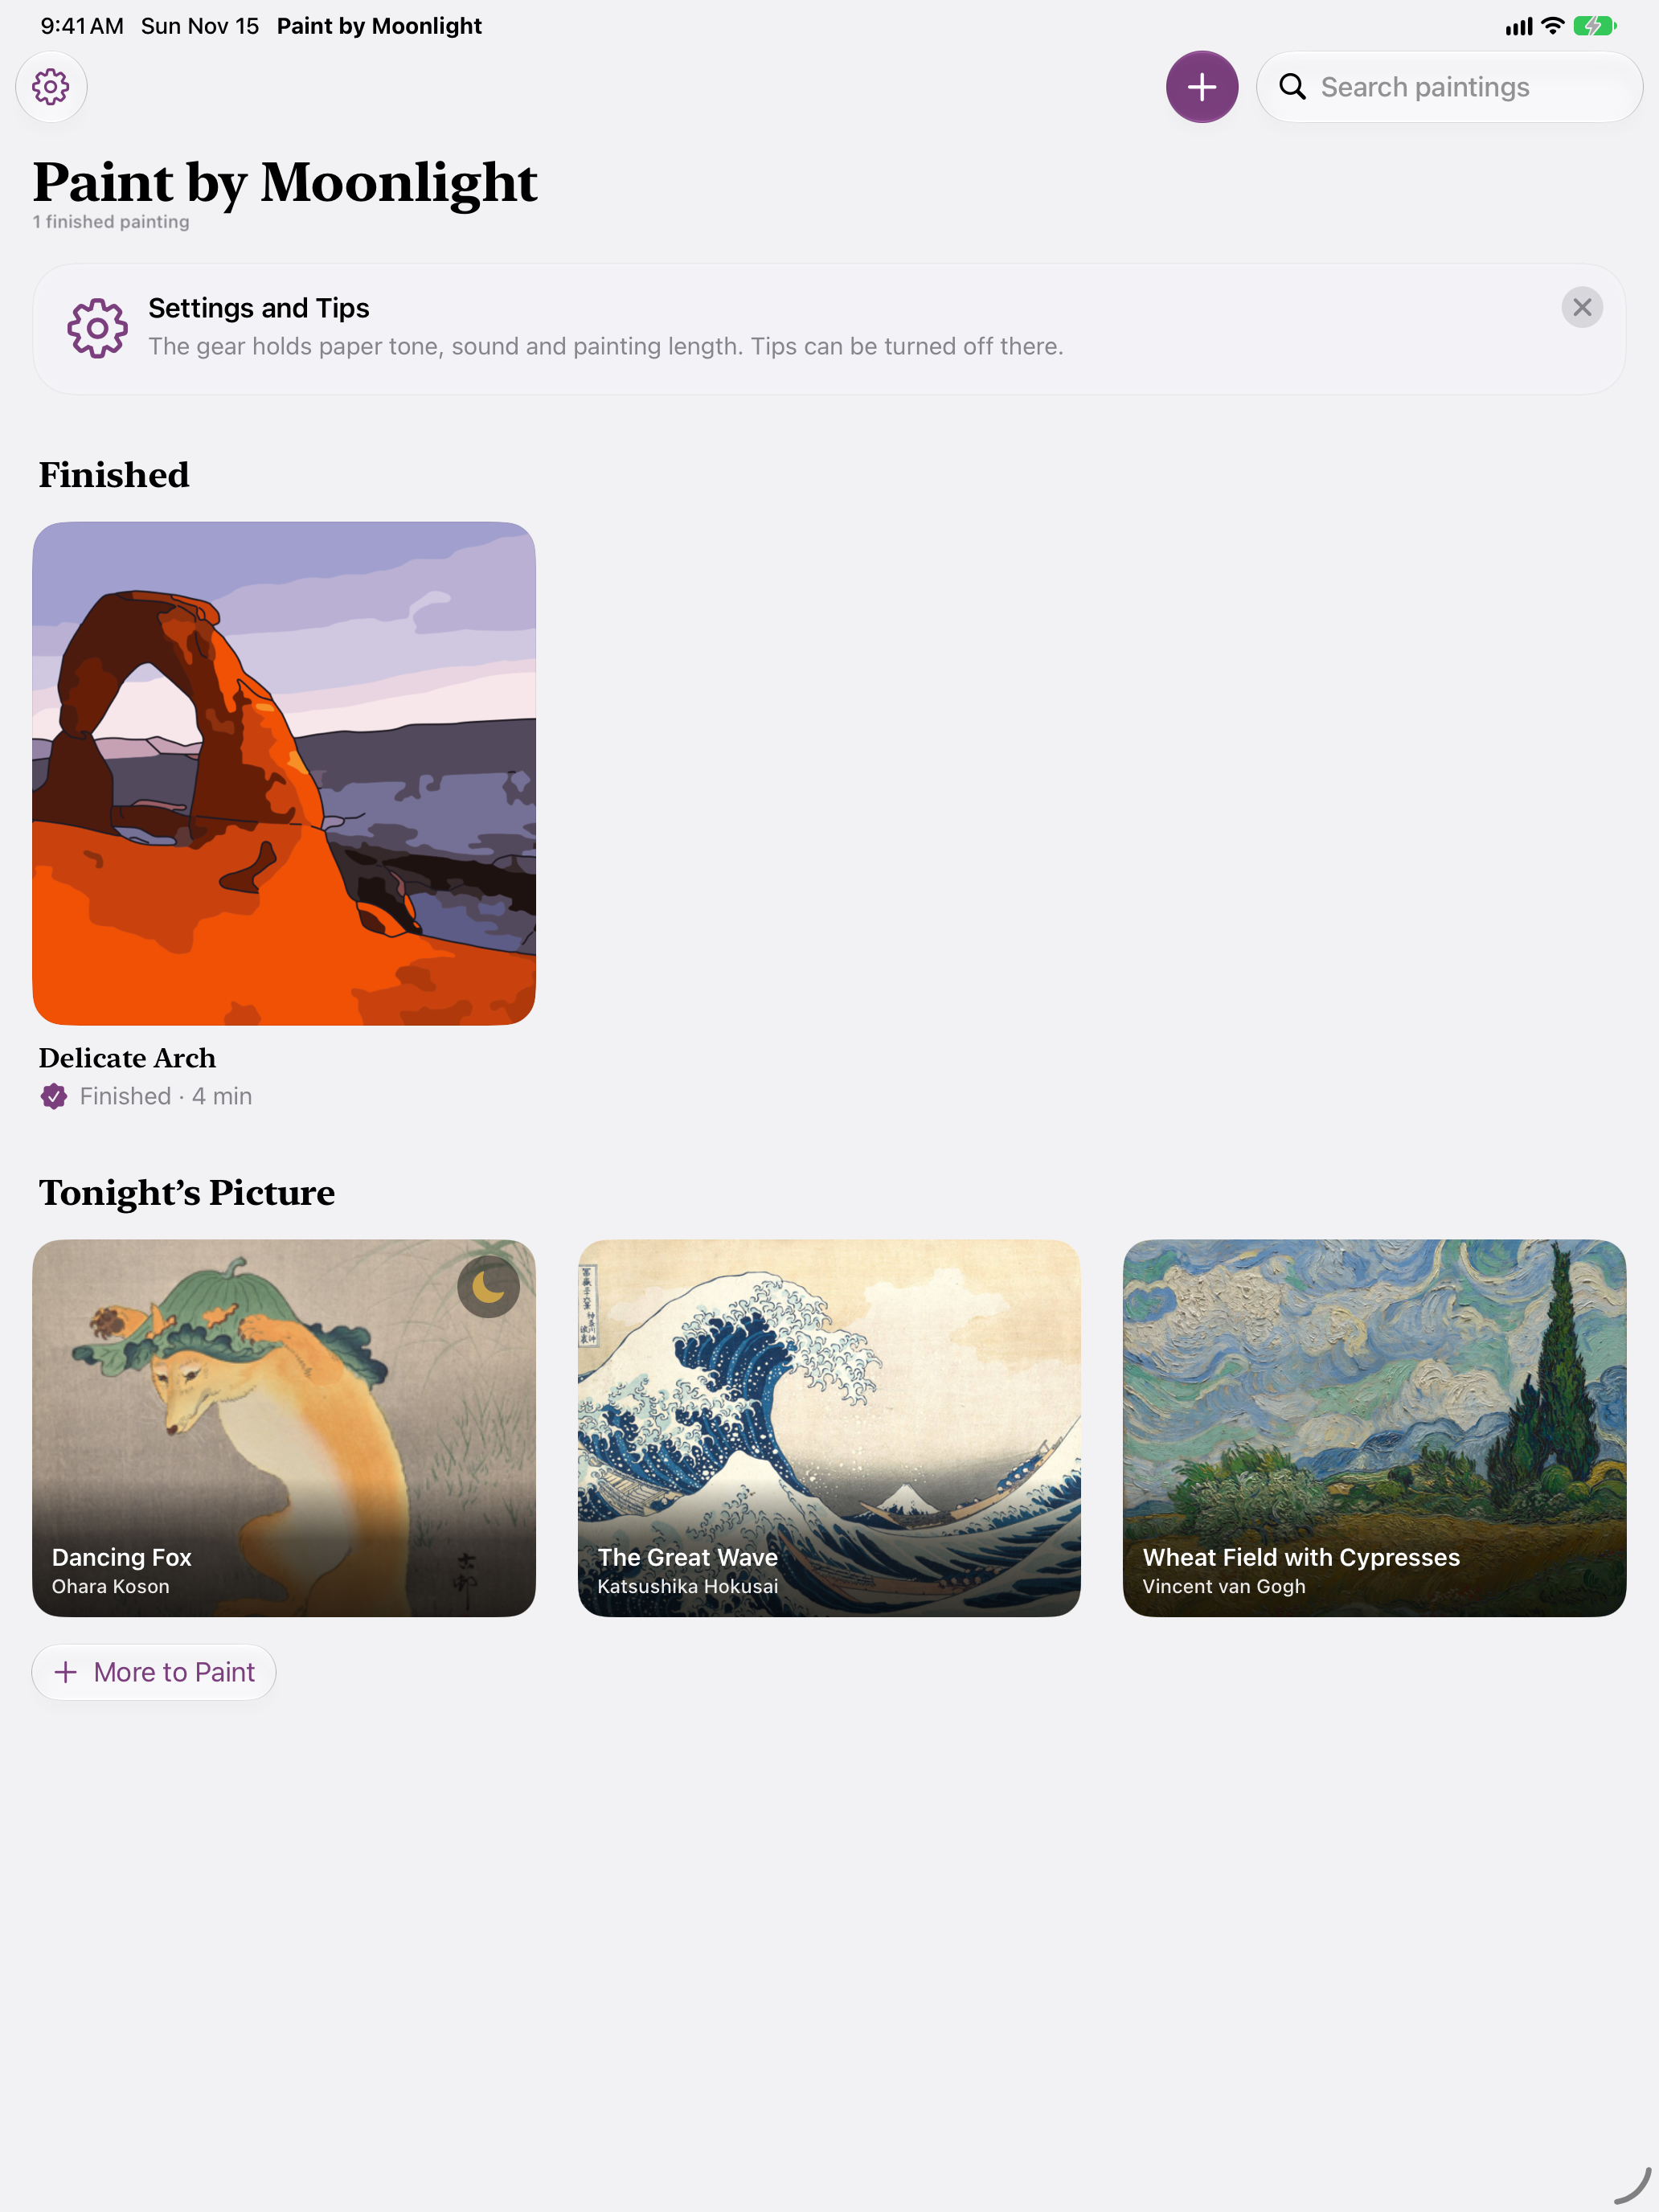 9:41 AM Sun Nov 15 Paint by Moonlight
Search paintings
Paint by Moonlight
1 finished painting
Settings and Tips
The gear holds paper tone, sound and painting length. Tips can be turned off there.
Finished
Delicate Arch
Finished · 4 min
Tonight’s Picture
Dancing Fox
Ohara Koson
The Great Wave
Katsushika Hokusai
Wheat Field with Cypresses
Vincent van Gogh
More to Paint